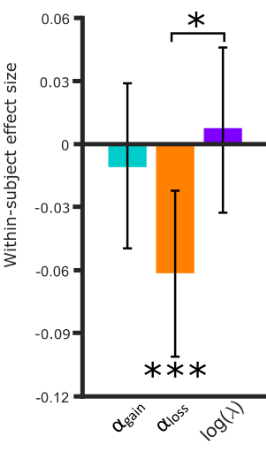 *
0.06
0.03
0
-0.03
-0.06
-0.09
-0.12
Within-subject effect size
***
αgain
αloss
log(λ)